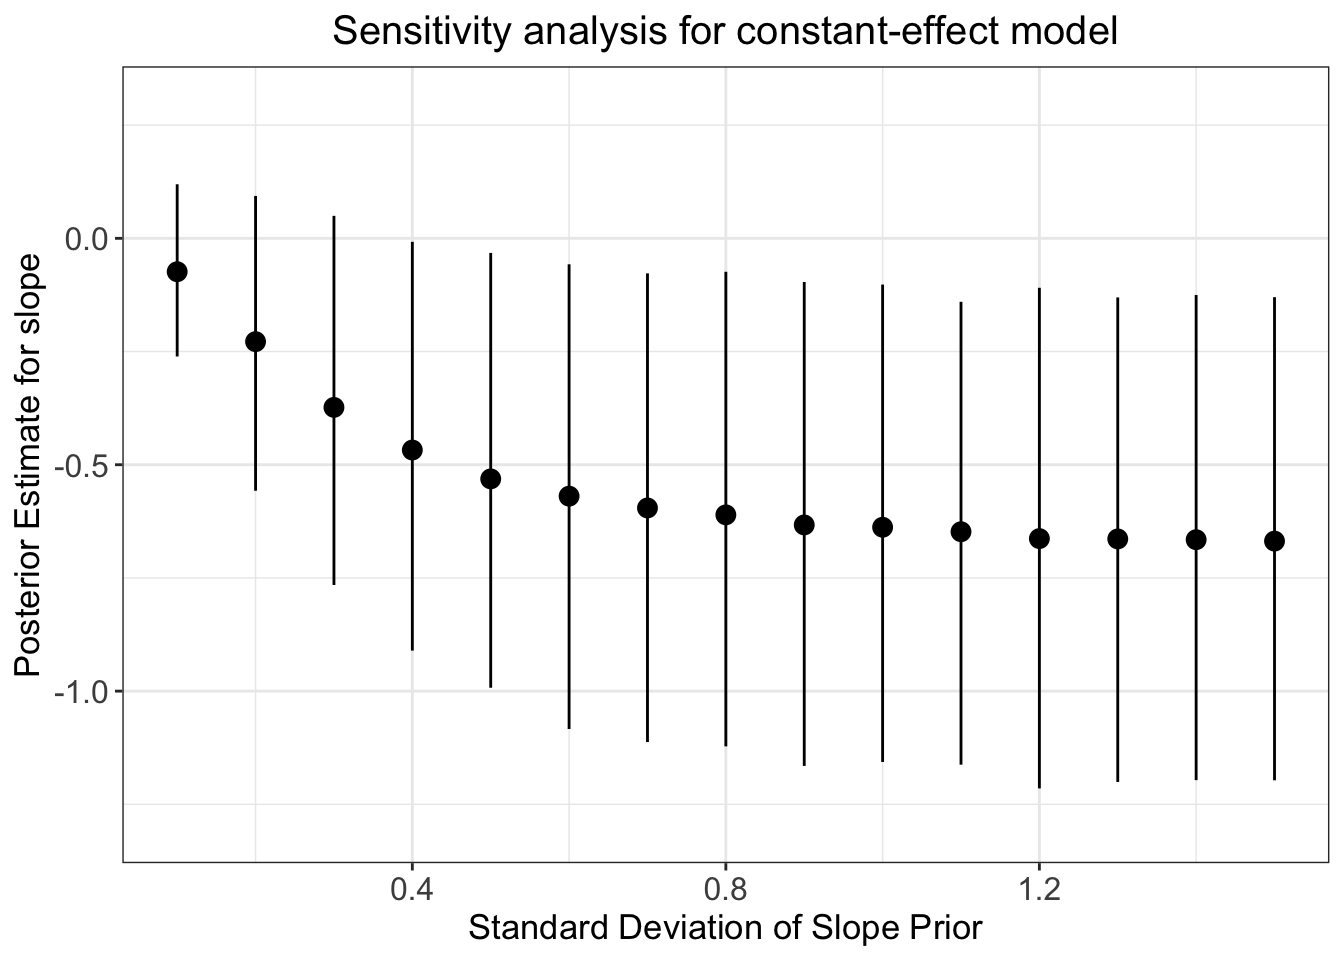 Sensitivity analysis for constant-effect model
Posterior Estimate for slope
0.0
-0.5
-1.0
0.4
0.8
1.2
Standard Deviation of Slope Prior